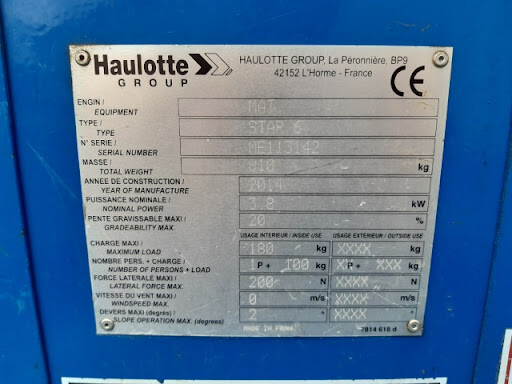 Haulotte
GROUP
HAULOTTE GROUP, La Péronnière, BP9
42152 L'Horme - France
CE
ENGIN /
EQUIPMENT
MAT
TYPE /
TYPE
STAR 6
N° SERIE /
SERIAL NUMBER
ME113142
MASSE /
TOTAL WEIGHT
810 kg
ANNEE DE CONSTRUCTION /
YEAR OF MANUFACTURE
2014
PUISSANCE NOMINALE /
NOMINAL POWER
3.8 kW
PENTE GRAVISSABLE MAXI /
GRADEABILITY MAX.
20 %
USAGE INTERIEUR / INSIDE USE USAGE EXTERIEUR / OUTSIDE USE
CHARGE MAXI /
MAXIMUM LOAD
180 kg XXXX kg
NOMBRE PERS. + CHARGE /
NUMBER OF PERSONS + LOAD
P + 100 kg P + XXX kg
FORCE LATERALE MAXI /
LATERAL FORCE MAX.
200 N XXXX N
VITESSE DU VENT MAXI /
WINDSPEED MAX.
0 m/s XXXX m/s
DEVERS MAXI (degrés) /
SLOPE OPERATION MAX. (degrees)
2 ° XXXX °
MADE IN FRANCE
7814 618 d